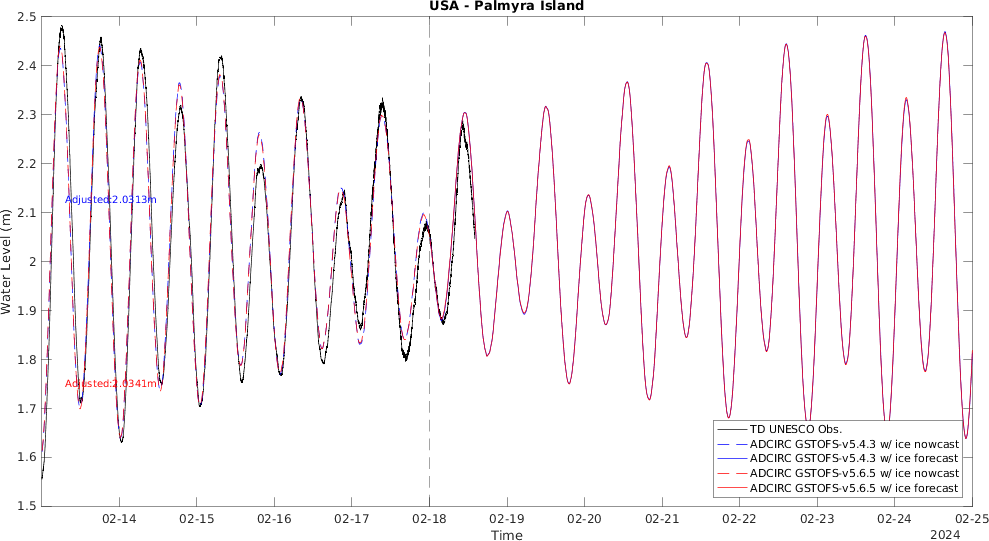 USA - Palmyra Island
2.5
2.4
2.3
2.2
2.1
2
1.9
1.8
1.7
1.6
1.5
Water Level (m)
Adjusted:2.0313m
Adjusted:2.0341m
TD UNESCO Obs.
ADCIRC GSTOFS-v5.4.3 w/ ice nowcast
ADCIRC GSTOFS-v5.4.3 w/ ice forecast
ADCIRC GSTOFS-v5.6.5 w/ ice nowcast
ADCIRC GSTOFS-v5.6.5 w/ ice forecast
02-14 02-15 02-16 02-17 02-18 02-19 02-20 02-21 02-22 02-23 02-24 02-25
Time
2024